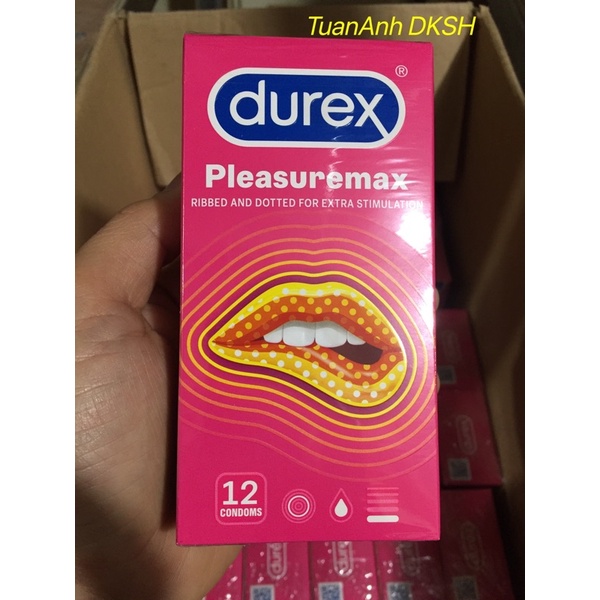 TuanAnh DKSH
durex®
Pleasuremax
RIBBED AND DOTTED FOR EXTRA STIMULATION
12
CONDOMS